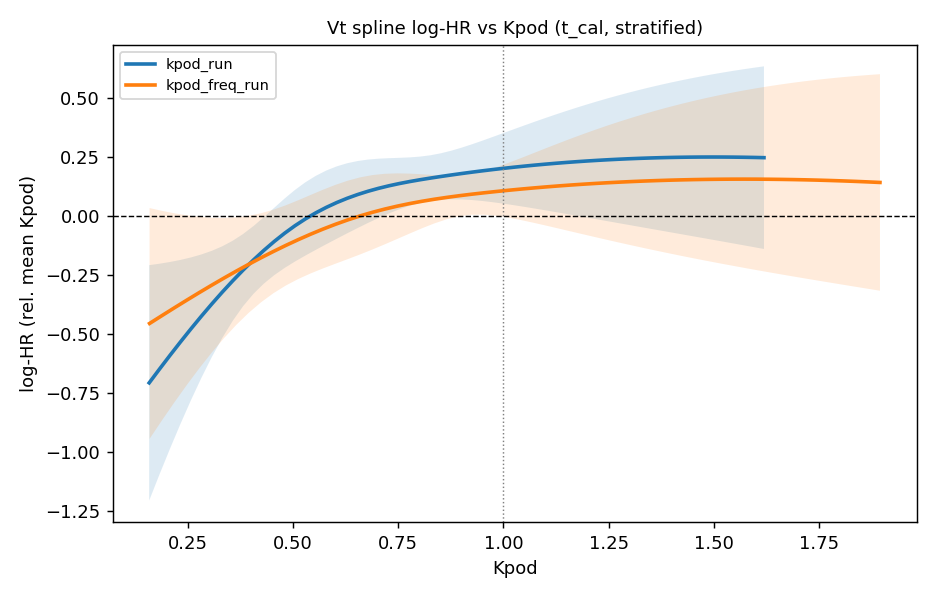 Vt spline log-HR vs Kpod (t_cal, stratified)
kpod_run
kpod_freq_run
log-HR (rel. mean Kpod)
0.50
0.25
0.00
−0.25
−0.50
−0.75
−1.00
−1.25
0.25 0.50 0.75 1.00 1.25 1.50 1.75
Kpod